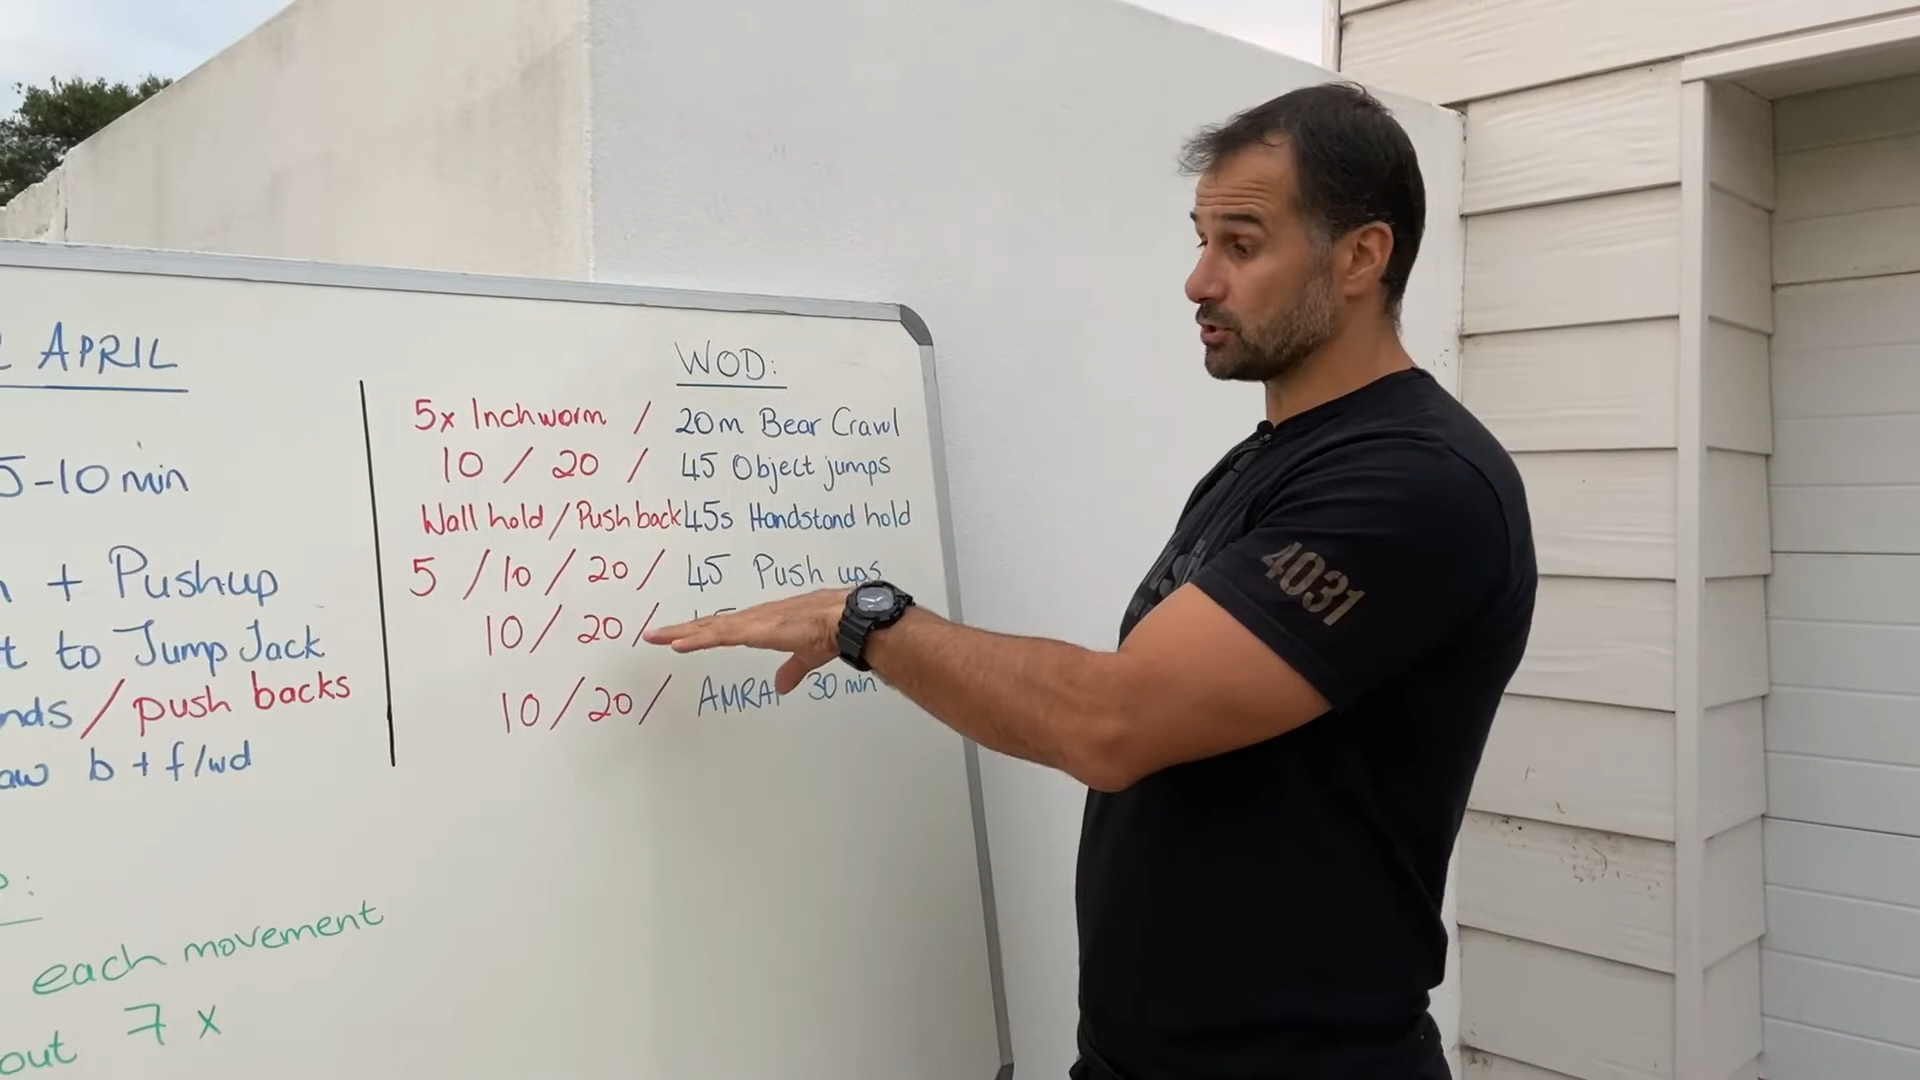 APRIL
5-10 min
+ Pushup
t to Jump Jack
nds / push backs
aw b + f/wd
each movement
out 7 x
WOD:
5x Inchworm / 20m Bear Crawl
10 / 20 / 45 Object jumps
Wall hold / Push back 45s Handstand hold
5 / 10 / 20 / 45 Push ups
10 / 20 /
10 / 20 / AMRAP 30 min
4031